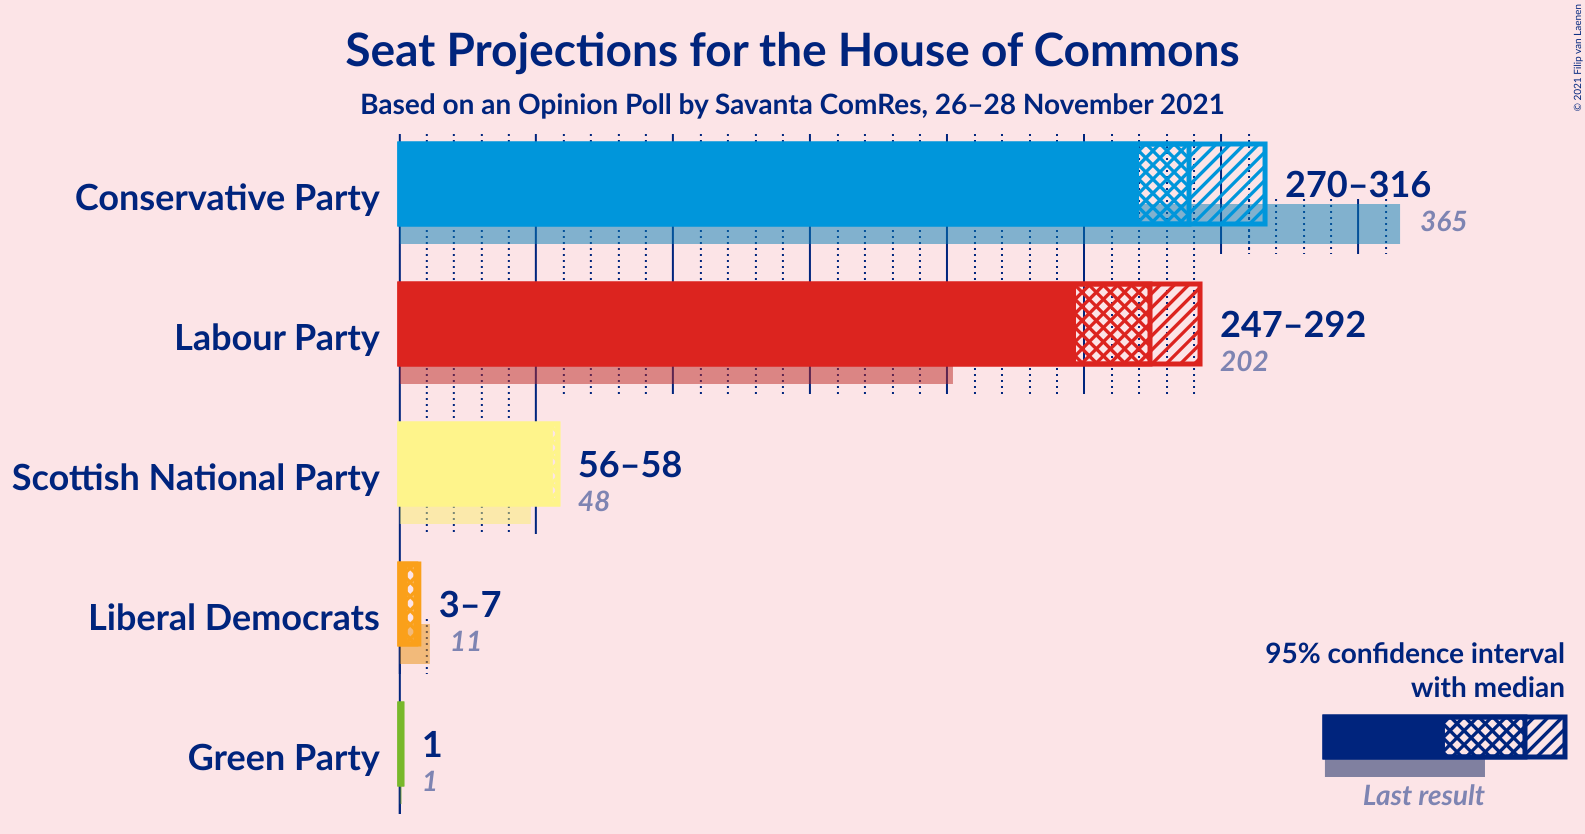 Seat Projections for the House of Commons
Based on an Opinion Poll by Savanta ComRes, 26–28 November 2021
© 2021 Filip van Laenen
Conservative Party
270–316
365
Labour Party
247–292
202
Scottish National Party
56–58
48
Liberal Democrats
3–7
11
Green Party
1
1
95% confidence interval
with median
Last result